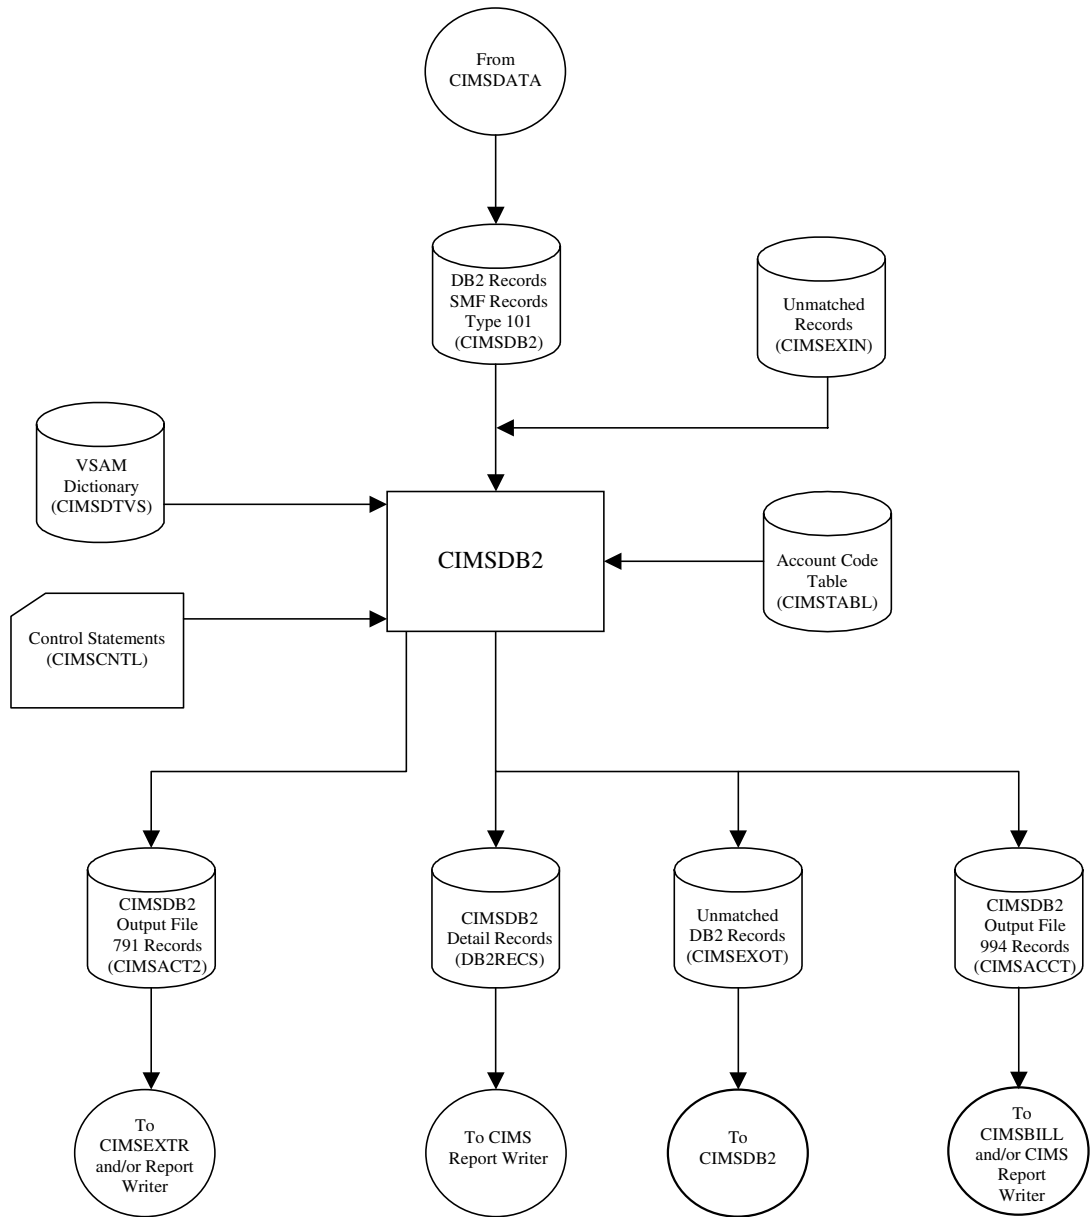 From
CIMSDATA
DB2 Records
SMF Records
Type 101
(CIMSDB2)
Unmatched
Records
(CIMSEXIN)
VSAM
Dictionary
(CIMSDTVS)
CIMSDB2
Account Code
Table
(CIMSTABL)
Control Statements
(CIMSCNTL)
CIMSDB2
Output File
791 Records
(CIMSACT2)
CIMSDB2
Detail Records
(DB2RECS)
Unmatched
DB2 Records
(CIMSEXOT)
CIMSDB2
Output File
994 Records
(CIMSACCT)
To
CIMSEXTR
and/or Report
Writer
To CIMS
Report Writer
To
CIMSDB2
To
CIMSBILL
and/or CIMS
Report
Writer